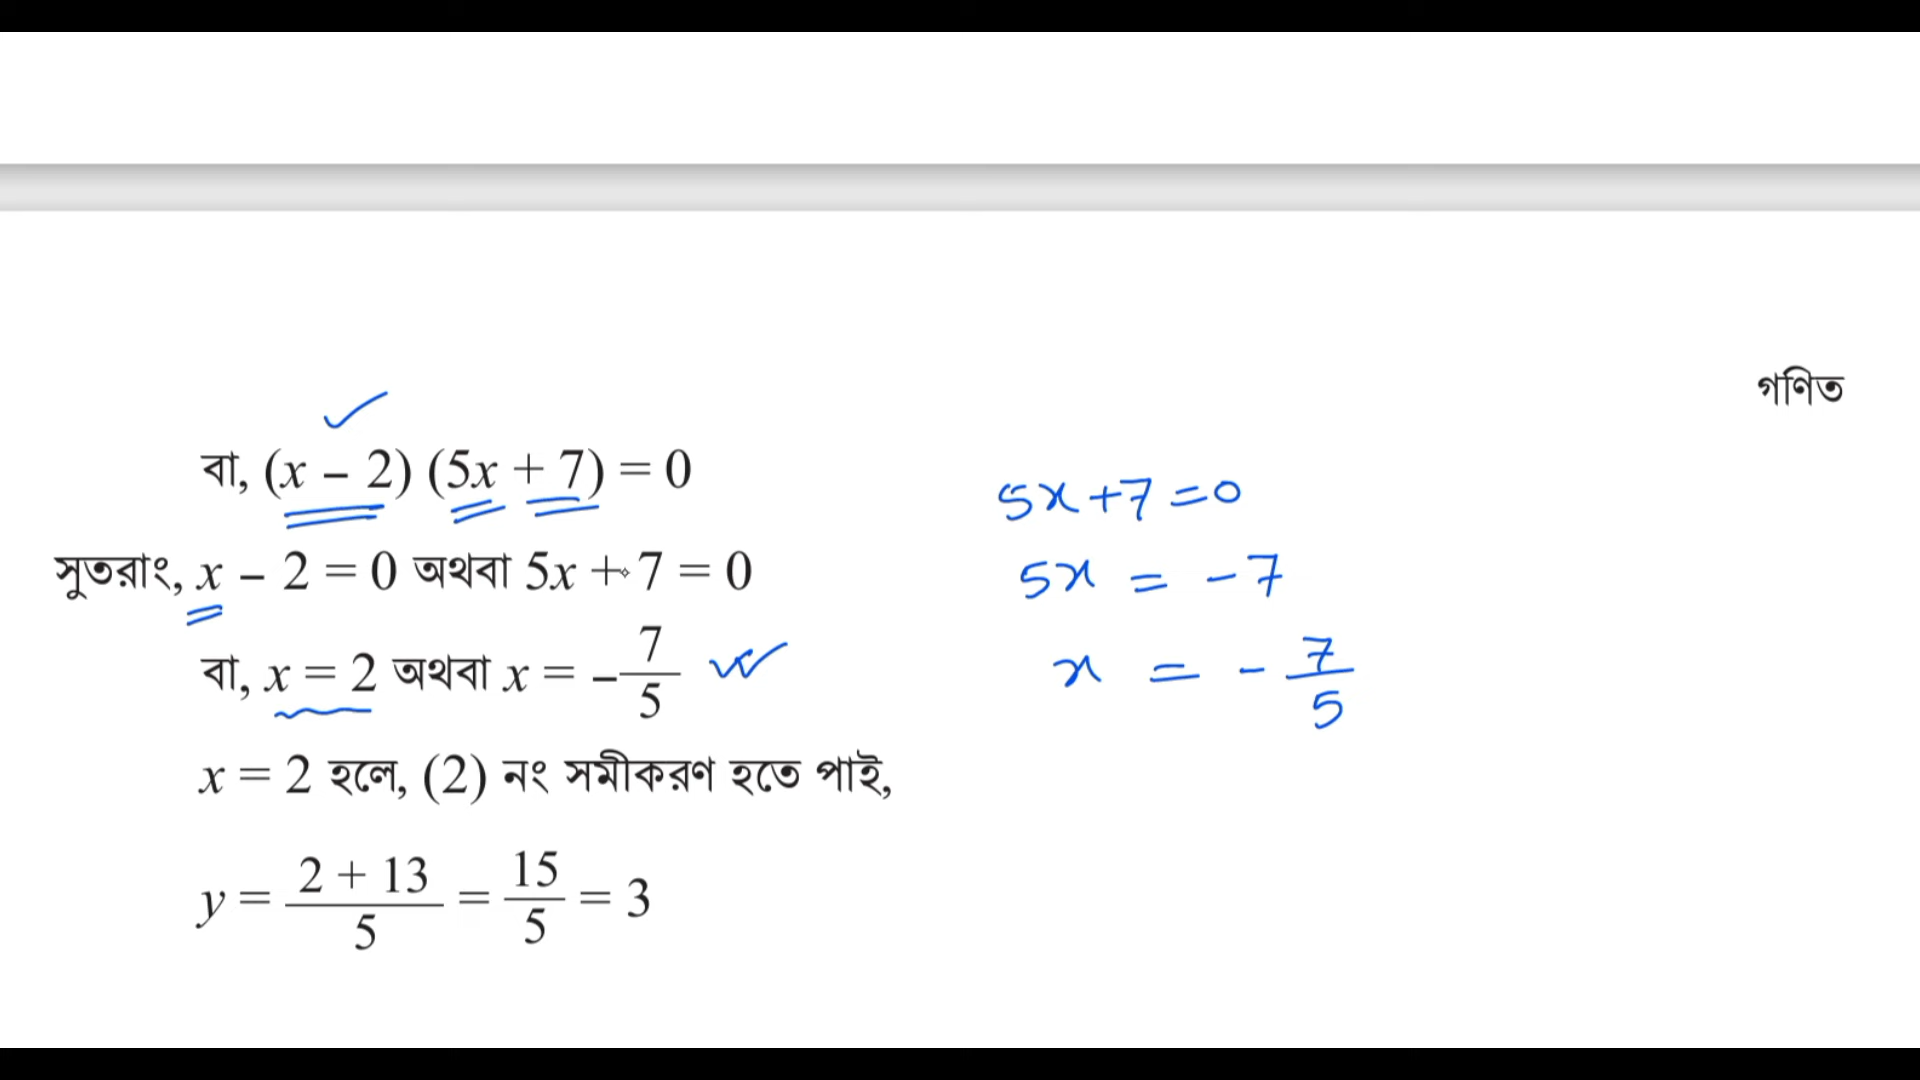 গণিত
বা, (x – 2) (5x + 7) = 0
সুতরাং, x – 2 = 0 অথবা 5x + 7 = 0
বা, x = 2 অথবা x = –7/5
x = 2 হলে, (2) নং সমীকরণ হতে পাই,
y = (2 + 13)/5 = 15/5 = 3
5x+7=0
5x = -7
x = -7/5